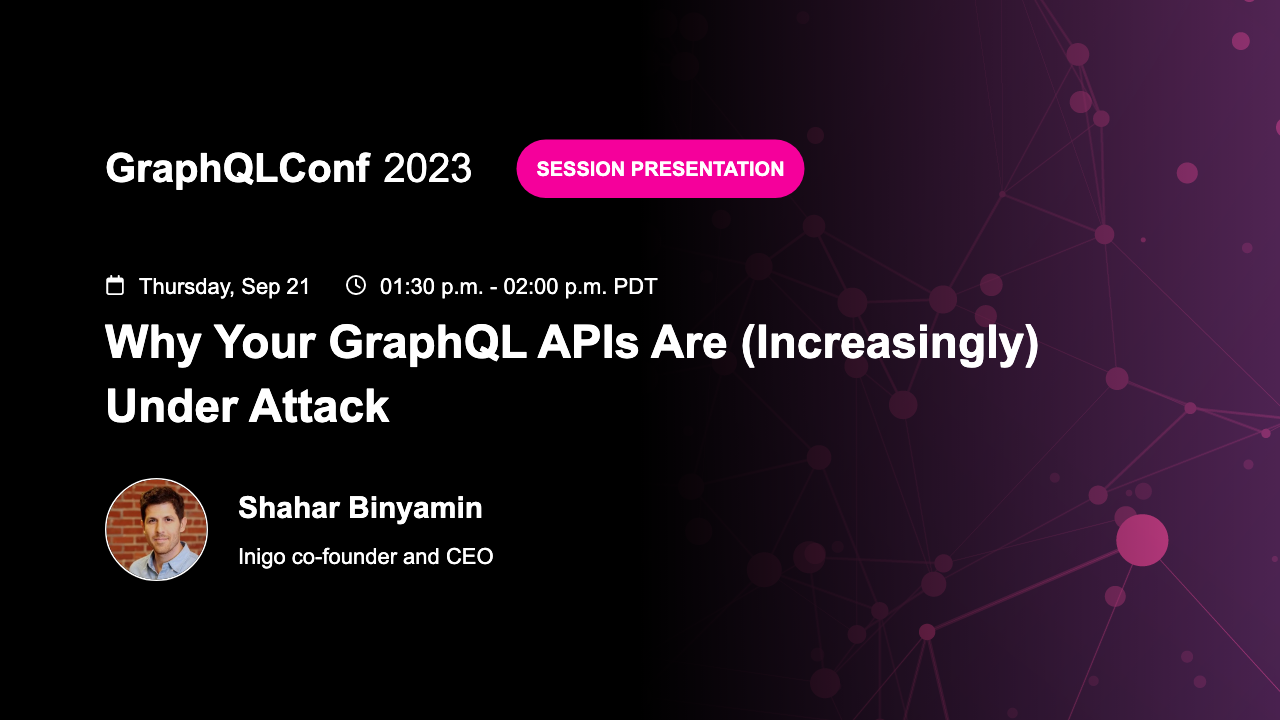 GraphQLConf 2023
SESSION PRESENTATION
Thursday, Sep 21
01:30 p.m. - 02:00 p.m. PDT
Why Your GraphQL APIs Are (Increasingly)
Under Attack
Shahar Binyamin
Inigo co-founder and CEO